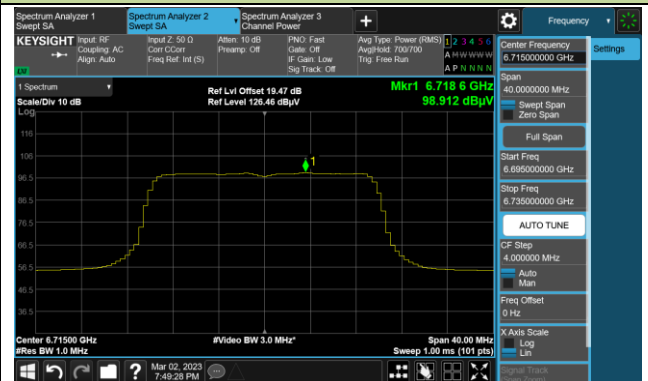 Spectrum Analyzer 1
Swept SA
Spectrum Analyzer 2
Swept SA
Spectrum Analyzer 3
Channel Power
Frequency
KEYSIGHT
Input: RF
Coupling: AC
Align: Auto
Input Z: 50 Ω
Corr CCorr
Freq Ref: Int (S)
Atten: 10 dB
Preamp: Off
PNO: Fast
Gate: Off
IF Gain: Low
Sig Track: Off
Avg Type: Power (RMS)
Avg|Hold: 700/700
Trig: Free Run
1 2 3 4 5 6
A W W W W W
A P N N N N
1 Spectrum
Scale/Div 10 dB
Ref Lvl Offset 19.47 dB
Ref Level 126.46 dBµV
Mkr1 6.718 6 GHz
98.912 dBµV
Log
116
106
96.5
86.5
76.5
66.5
56.5
46.5
36.5
1
Center 6.71500 GHz
#Res BW 1.0 MHz
#Video BW 3.0 MHz*
Span 40.00 MHz
Sweep 1.00 ms (101 pts)
Mar 02, 2023
7:49:28 PM
Center Frequency
6.715000000 GHz
Settings
Span
40.0000000 MHz
Swept Span
Zero Span
Full Span
Start Freq
6.695000000 GHz
Stop Freq
6.735000000 GHz
AUTO TUNE
CF Step
4.000000 MHz
Auto
Man
Freq Offset
0 Hz
X Axis Scale
Log
Lin
Signal Track
(Span Zoom)